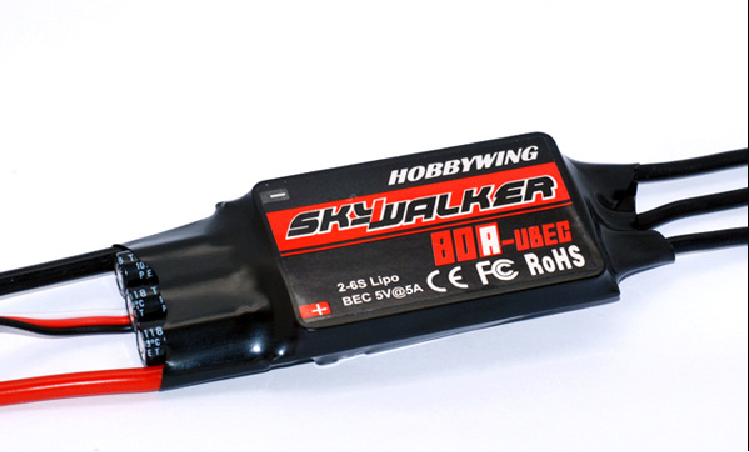 HOBBYWING
SKYWALKER
80A-UBEC
2-6S Lipo
BEC 5V@5A
CE FC RoHS
-
+